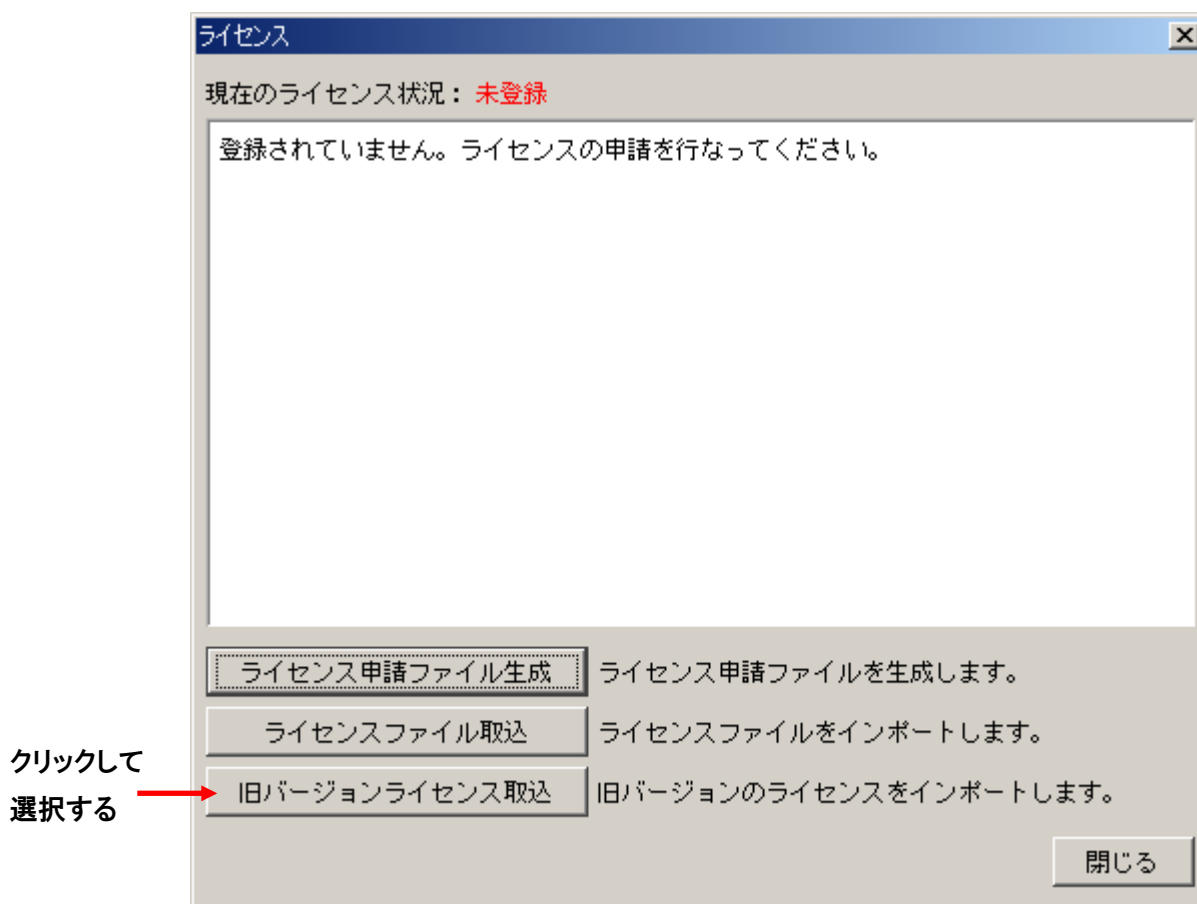 ライセンス
現在のライセンス状況： 未登録
登録されていません。ライセンスの申請を行なってください。
ライセンス申請ファイル生成 ライセンス申請ファイルを生成します。
ライセンスファイル取込 ライセンスファイルをインポートします。
クリックして
選択する
旧バージョンライセンス取込 旧バージョンのライセンスをインポートします。
閉じる